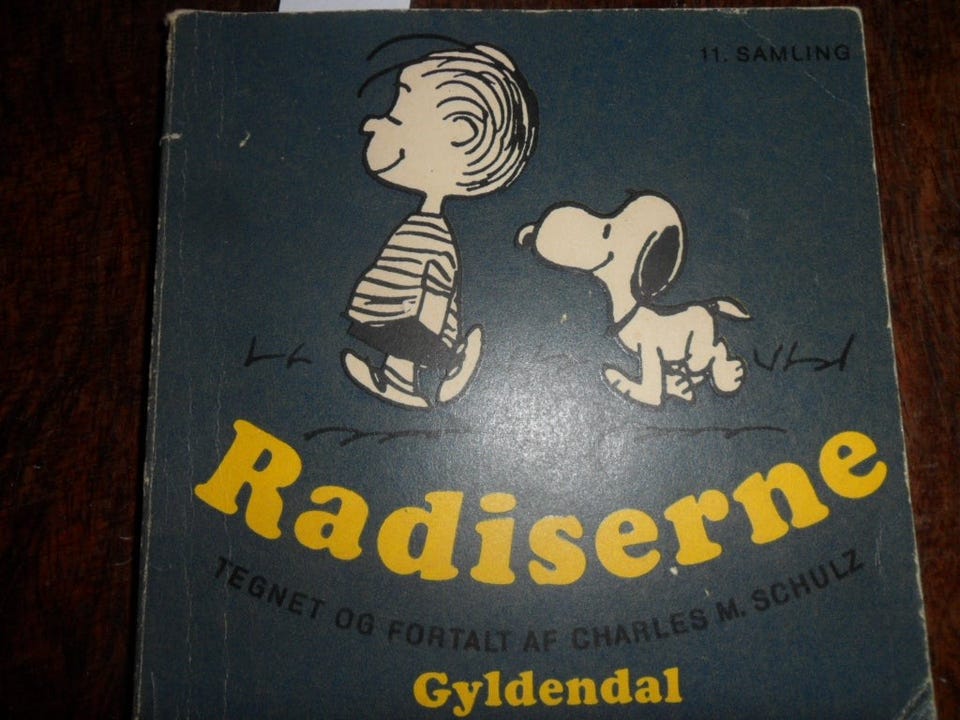 11. SAMLING
Radiserne
TEGNET OG FORTALT AF CHARLES M. SCHULZ
Gyldendal